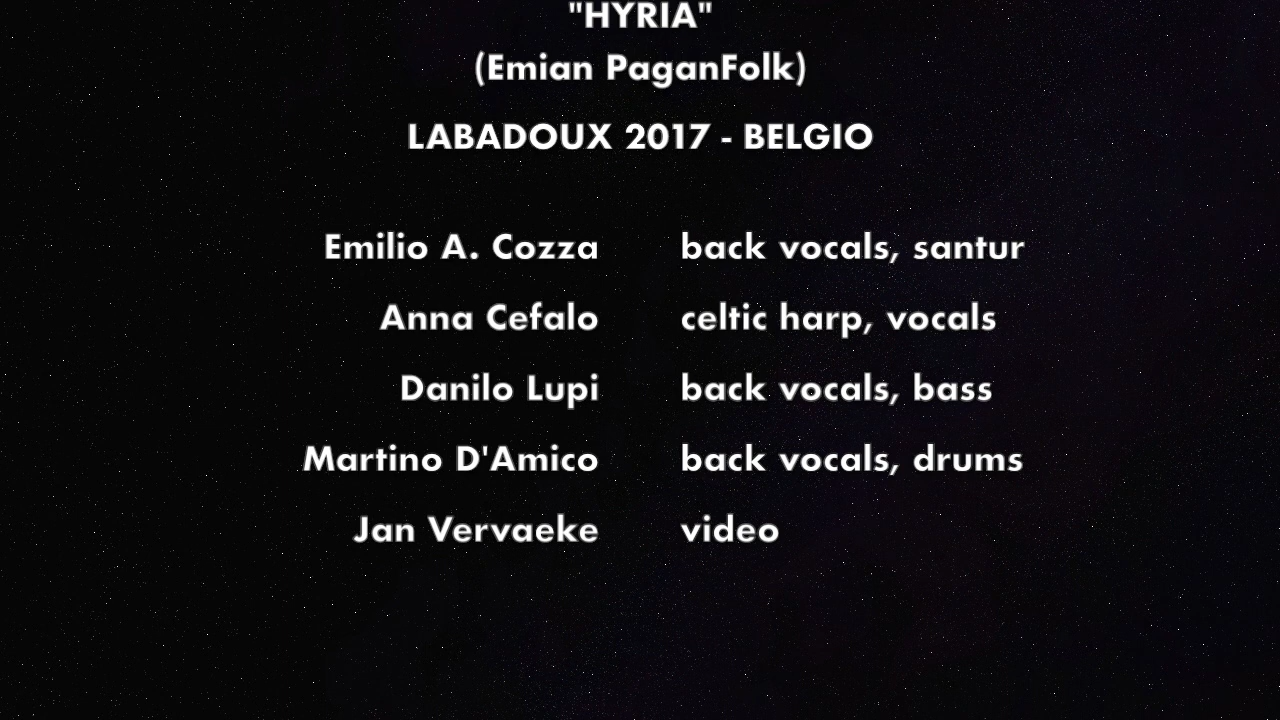 "HYRIA"
(Emian PaganFolk)
LABADOUX 2017 - BELGIO
Emilio A. Cozza back vocals, santur
Anna Cefalo celtic harp, vocals
Danilo Lupi back vocals, bass
Martino D'Amico back vocals, drums
Jan Vervaeke video